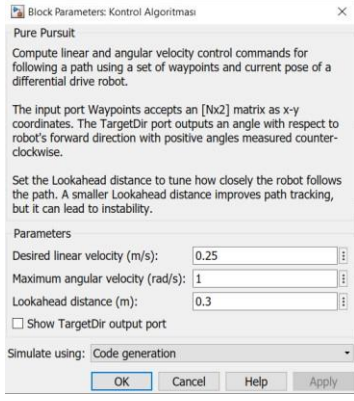 Block Parameters: Kontrol Algoritması
Pure Pursuit
Compute linear and angular velocity control commands for
following a path using a set of waypoints and current pose of a
differential drive robot.
The input port Waypoints accepts an [Nx2] matrix as x-y
coordinates. The TargetDir port outputs an angle with respect to
robot's forward direction with positive angles measured counter-
clockwise.
Set the Lookahead distance to tune how closely the robot follows
the path. A smaller Lookahead distance improves path tracking,
but it can lead to instability.
Parameters
Desired linear velocity (m/s): 0.25
Maximum angular velocity (rad/s): 1
Lookahead distance (m): 0.3
Show TargetDir output port
Simulate using: Code generation
OK Cancel Help Apply